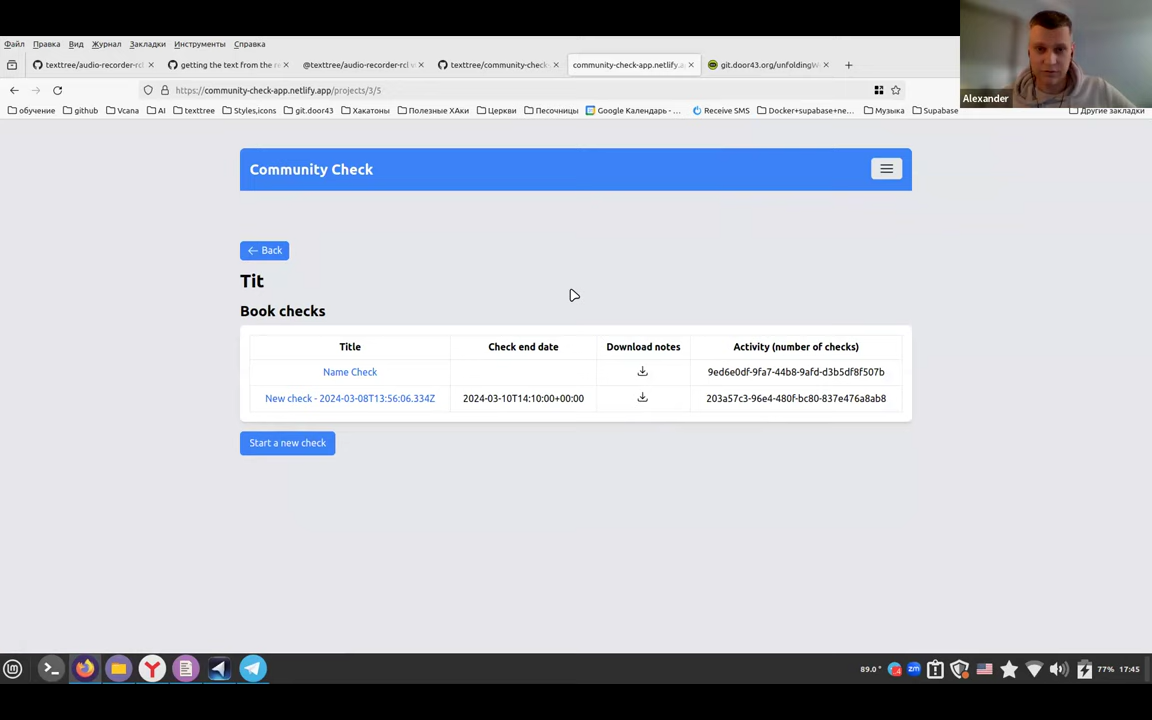 Файл Правка Вид Журнал Закладки Инструменты Справка
texttree/audio-recorder-rcl
getting the text from the r
@texttree/audio-recorder-rcl
texttree/community-check
community-check-app.netlify.a
git.door43.org/unfoldingW
https://community-check-app.netlify.app/projects/3/5
обучение github Vcana AI texttree Styles,icons git.door43 Хакатоны Полезные ХАки Церкви Песочницы Google Календарь - ... Receive SMS Docker+supabase+ne... Музыка Supabase Другие закладки
Alexander
Community Check
Back
Tit
Book checks
Title Check end date Download notes Activity (number of checks)
Name Check 9ed6e0df-9fa7-44b8-9afd-d3b5df8f507b
New check - 2024-03-08T13:56:06.334Z 2024-03-10T14:10:00+00:00 203a57c3-96e4-480f-bc80-837e476a8ab8
Start a new check
89.0° zm 77% 17:45